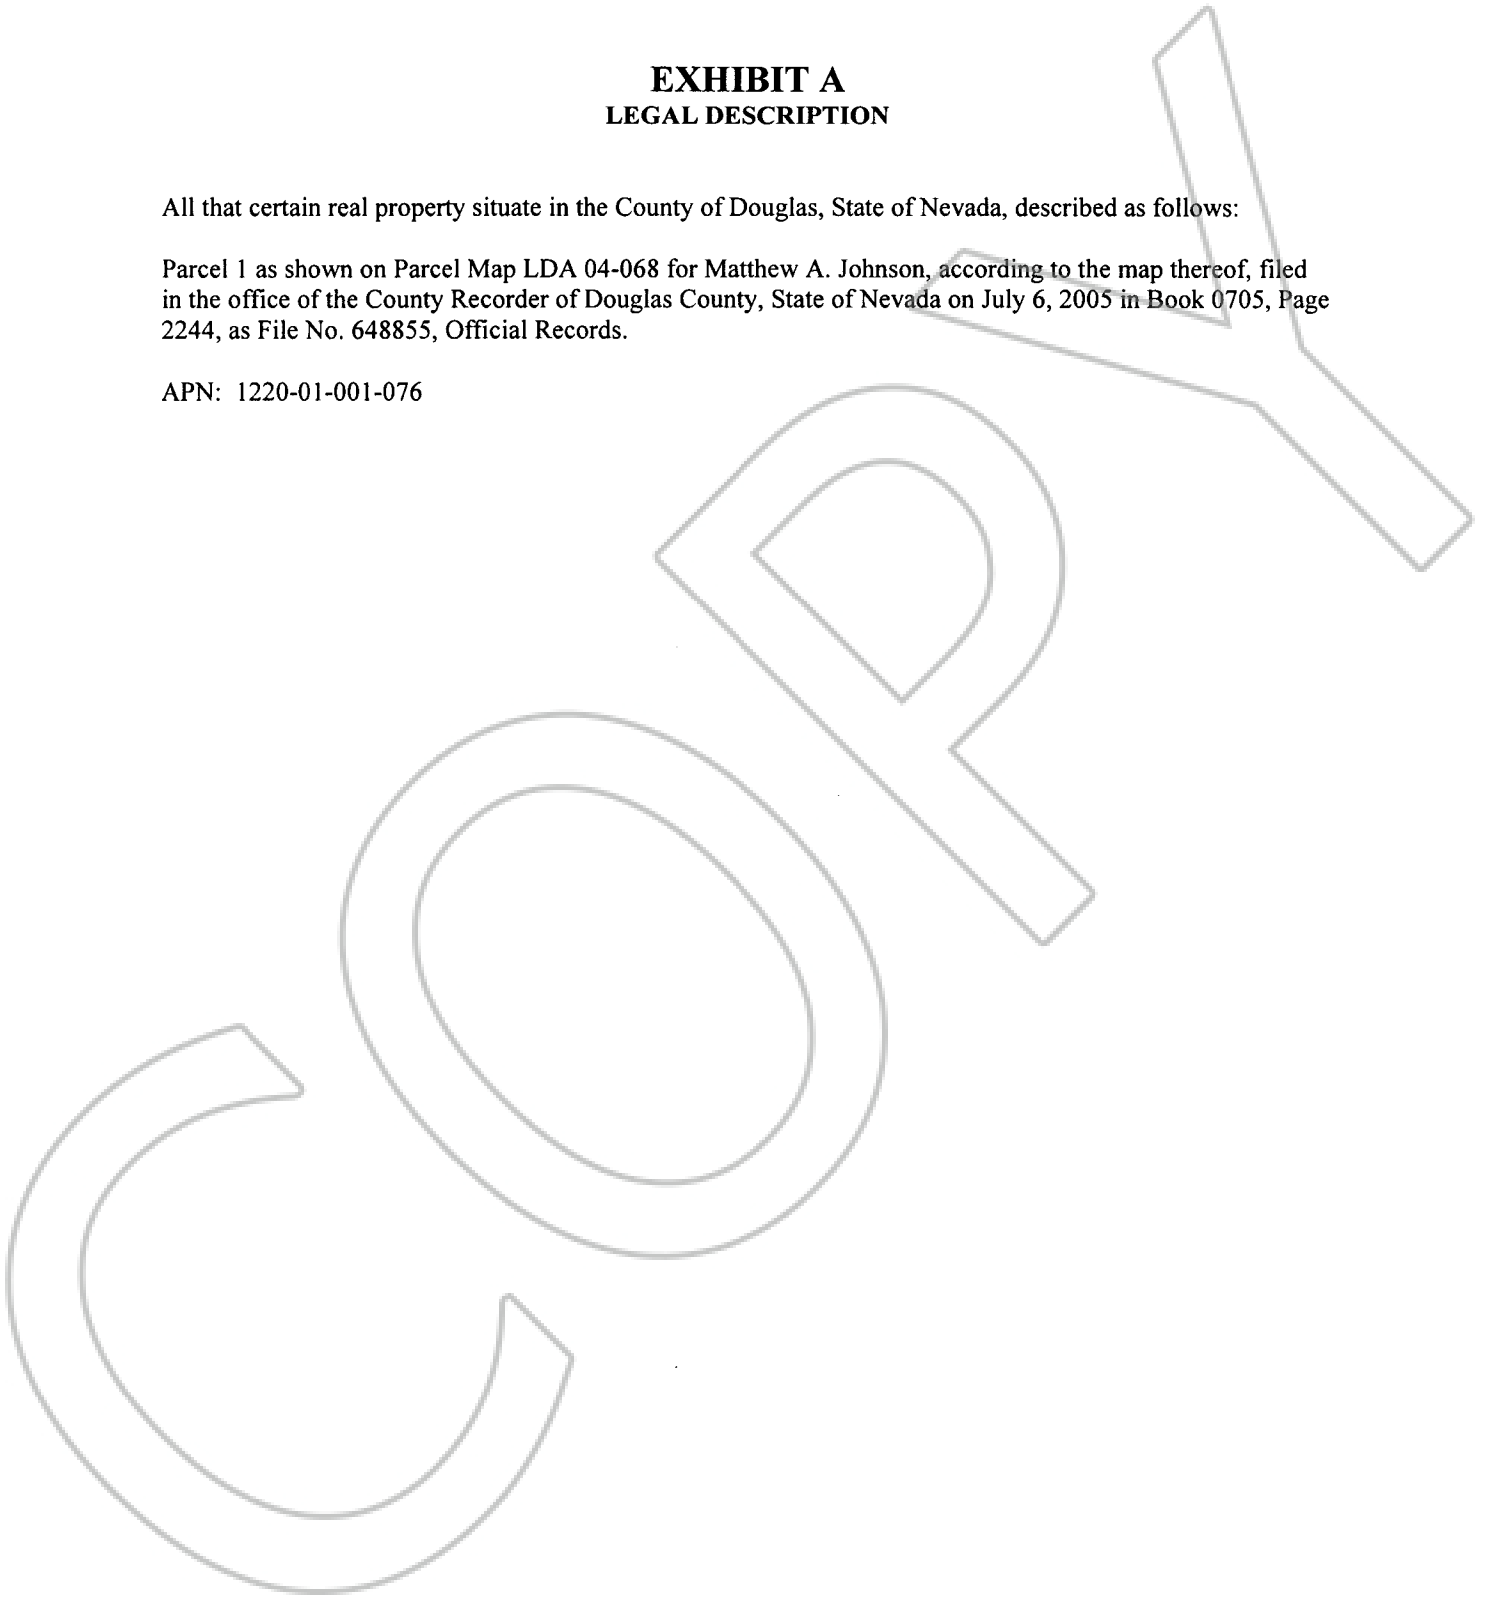 EXHIBIT A
LEGAL DESCRIPTION
All that certain real property situate in the County of Douglas, State of Nevada, described as follows:
Parcel 1 as shown on Parcel Map LDA 04-068 for Matthew A. Johnson, according to the map thereof, filed
in the office of the County Recorder of Douglas County, State of Nevada on July 6, 2005 in Book 0705, Page
2244, as File No. 648855, Official Records.
APN: 1220-01-001-076
COPY